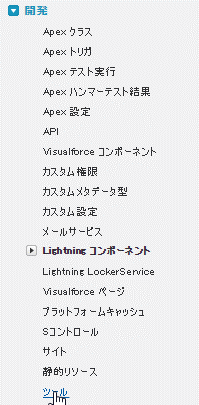 開発
Apex クラス
Apex トリガ
Apex テスト実行
Apex ハンマーテスト結果
Apex 設定
API
Visualforce コンポーネント
カスタム権限
カスタムメタデータ型
カスタム設定
メールサービス
Lightning コンポーネント
Lightning LockerService
Visualforce ページ
プラットフォームキャッシュ
Sコントロール
サイト
静的リソース
ツール